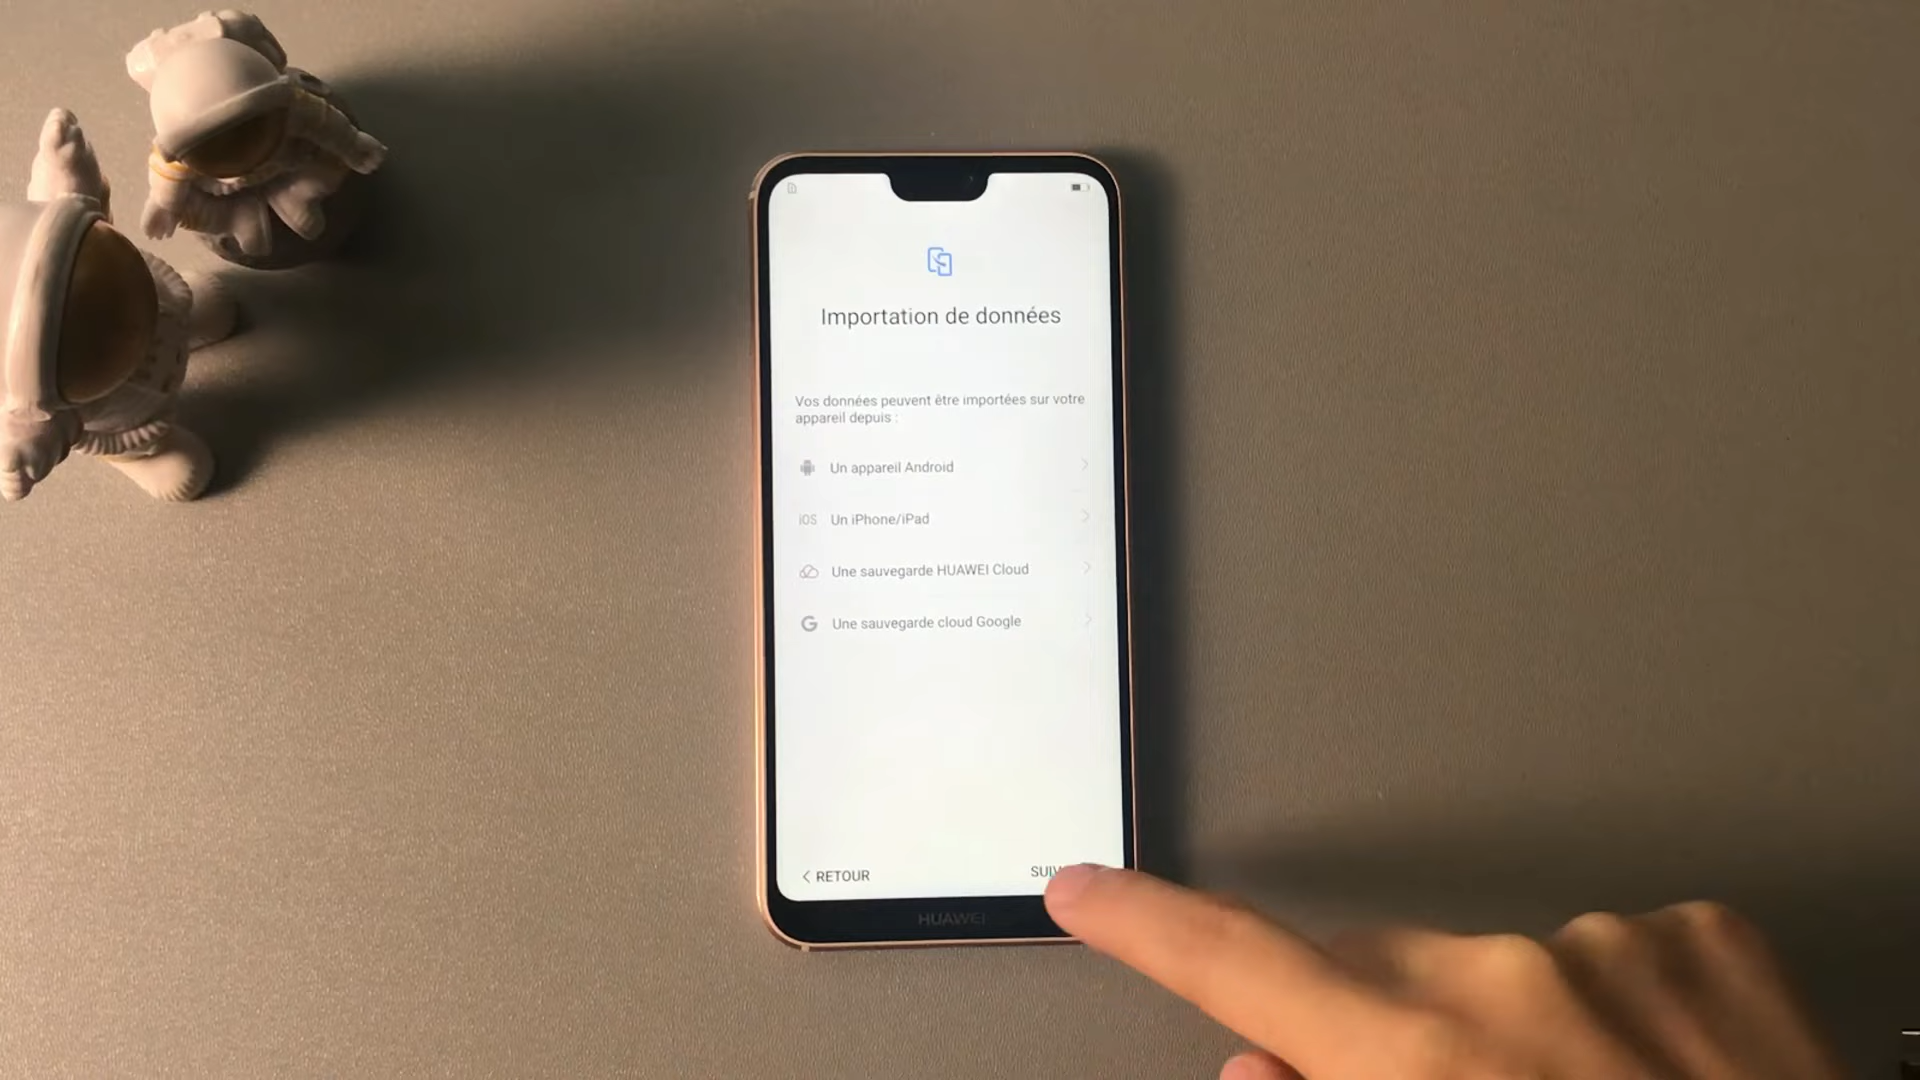 Importation de données
Vos données peuvent être importées sur votre
appareil depuis :
Un appareil Android
iOS Un iPhone/iPad
Une sauvegarde HUAWEI Cloud
G Une sauvegarde cloud Google
< RETOUR
HUAWEI